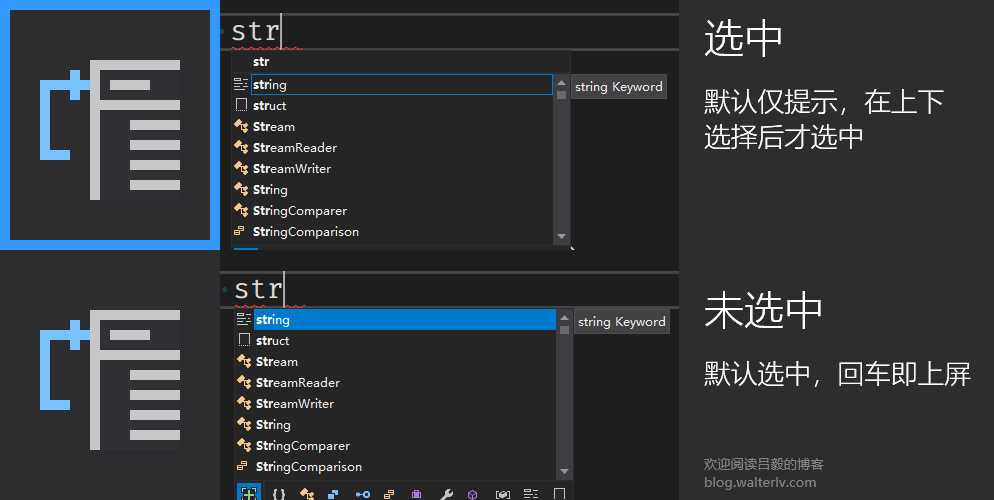 str
str
string
struct
Stream
StreamReader
StreamWriter
String
StringComparer
StringComparison
string Keyword
选中
默认仅提示，在上下
选择后才选中
str
string
struct
Stream
StreamReader
StreamWriter
String
StringComparer
StringComparison
string Keyword
未选中
默认选中，回车即上屏
欢迎阅读吕毅的博客
blog.walterlv.com